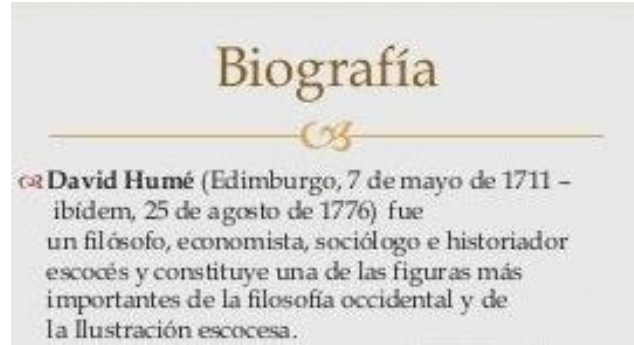 Biografía
David Humé (Edimburgo, 7 de mayo de 1711 –
ibídem, 25 de agosto de 1776) fue
un filósofo, economista, sociólogo e historiador
escocés y constituye una de las figuras más
importantes de la filosofía occidental y de
la Ilustración escocesa.